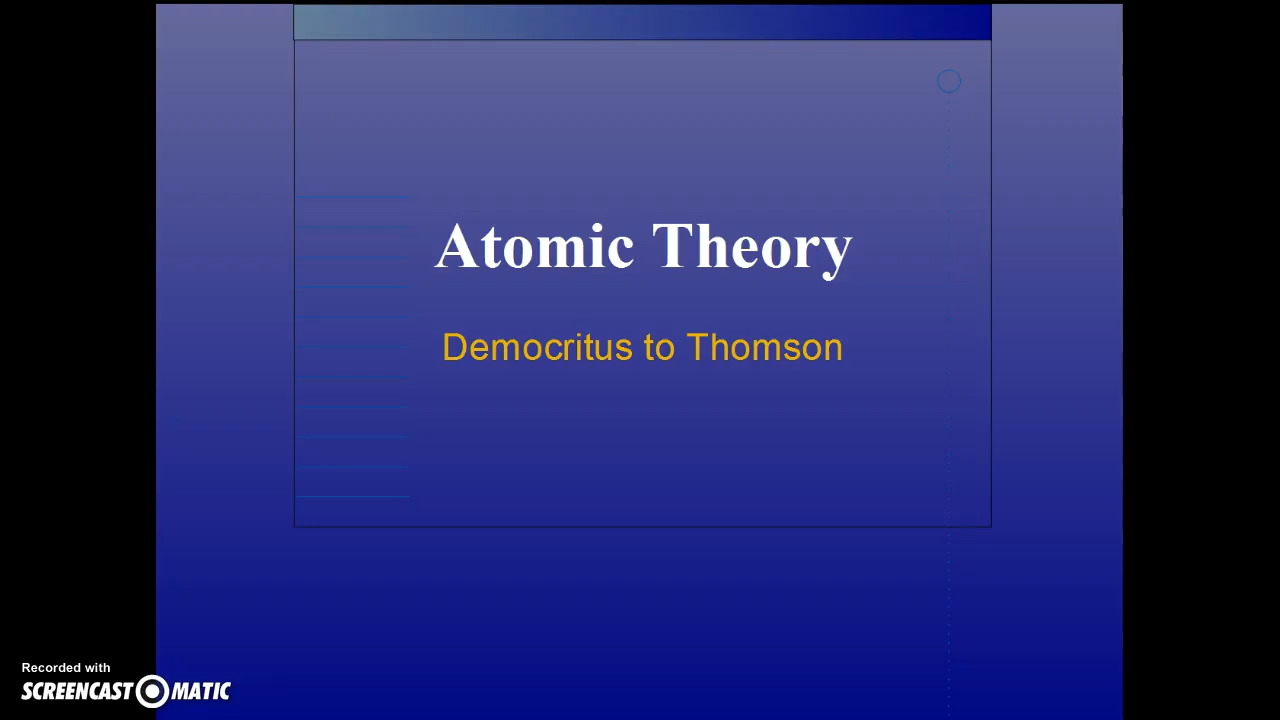 Atomic Theory
Democritus to Thomson
Recorded with
SCREENCAST MATIC